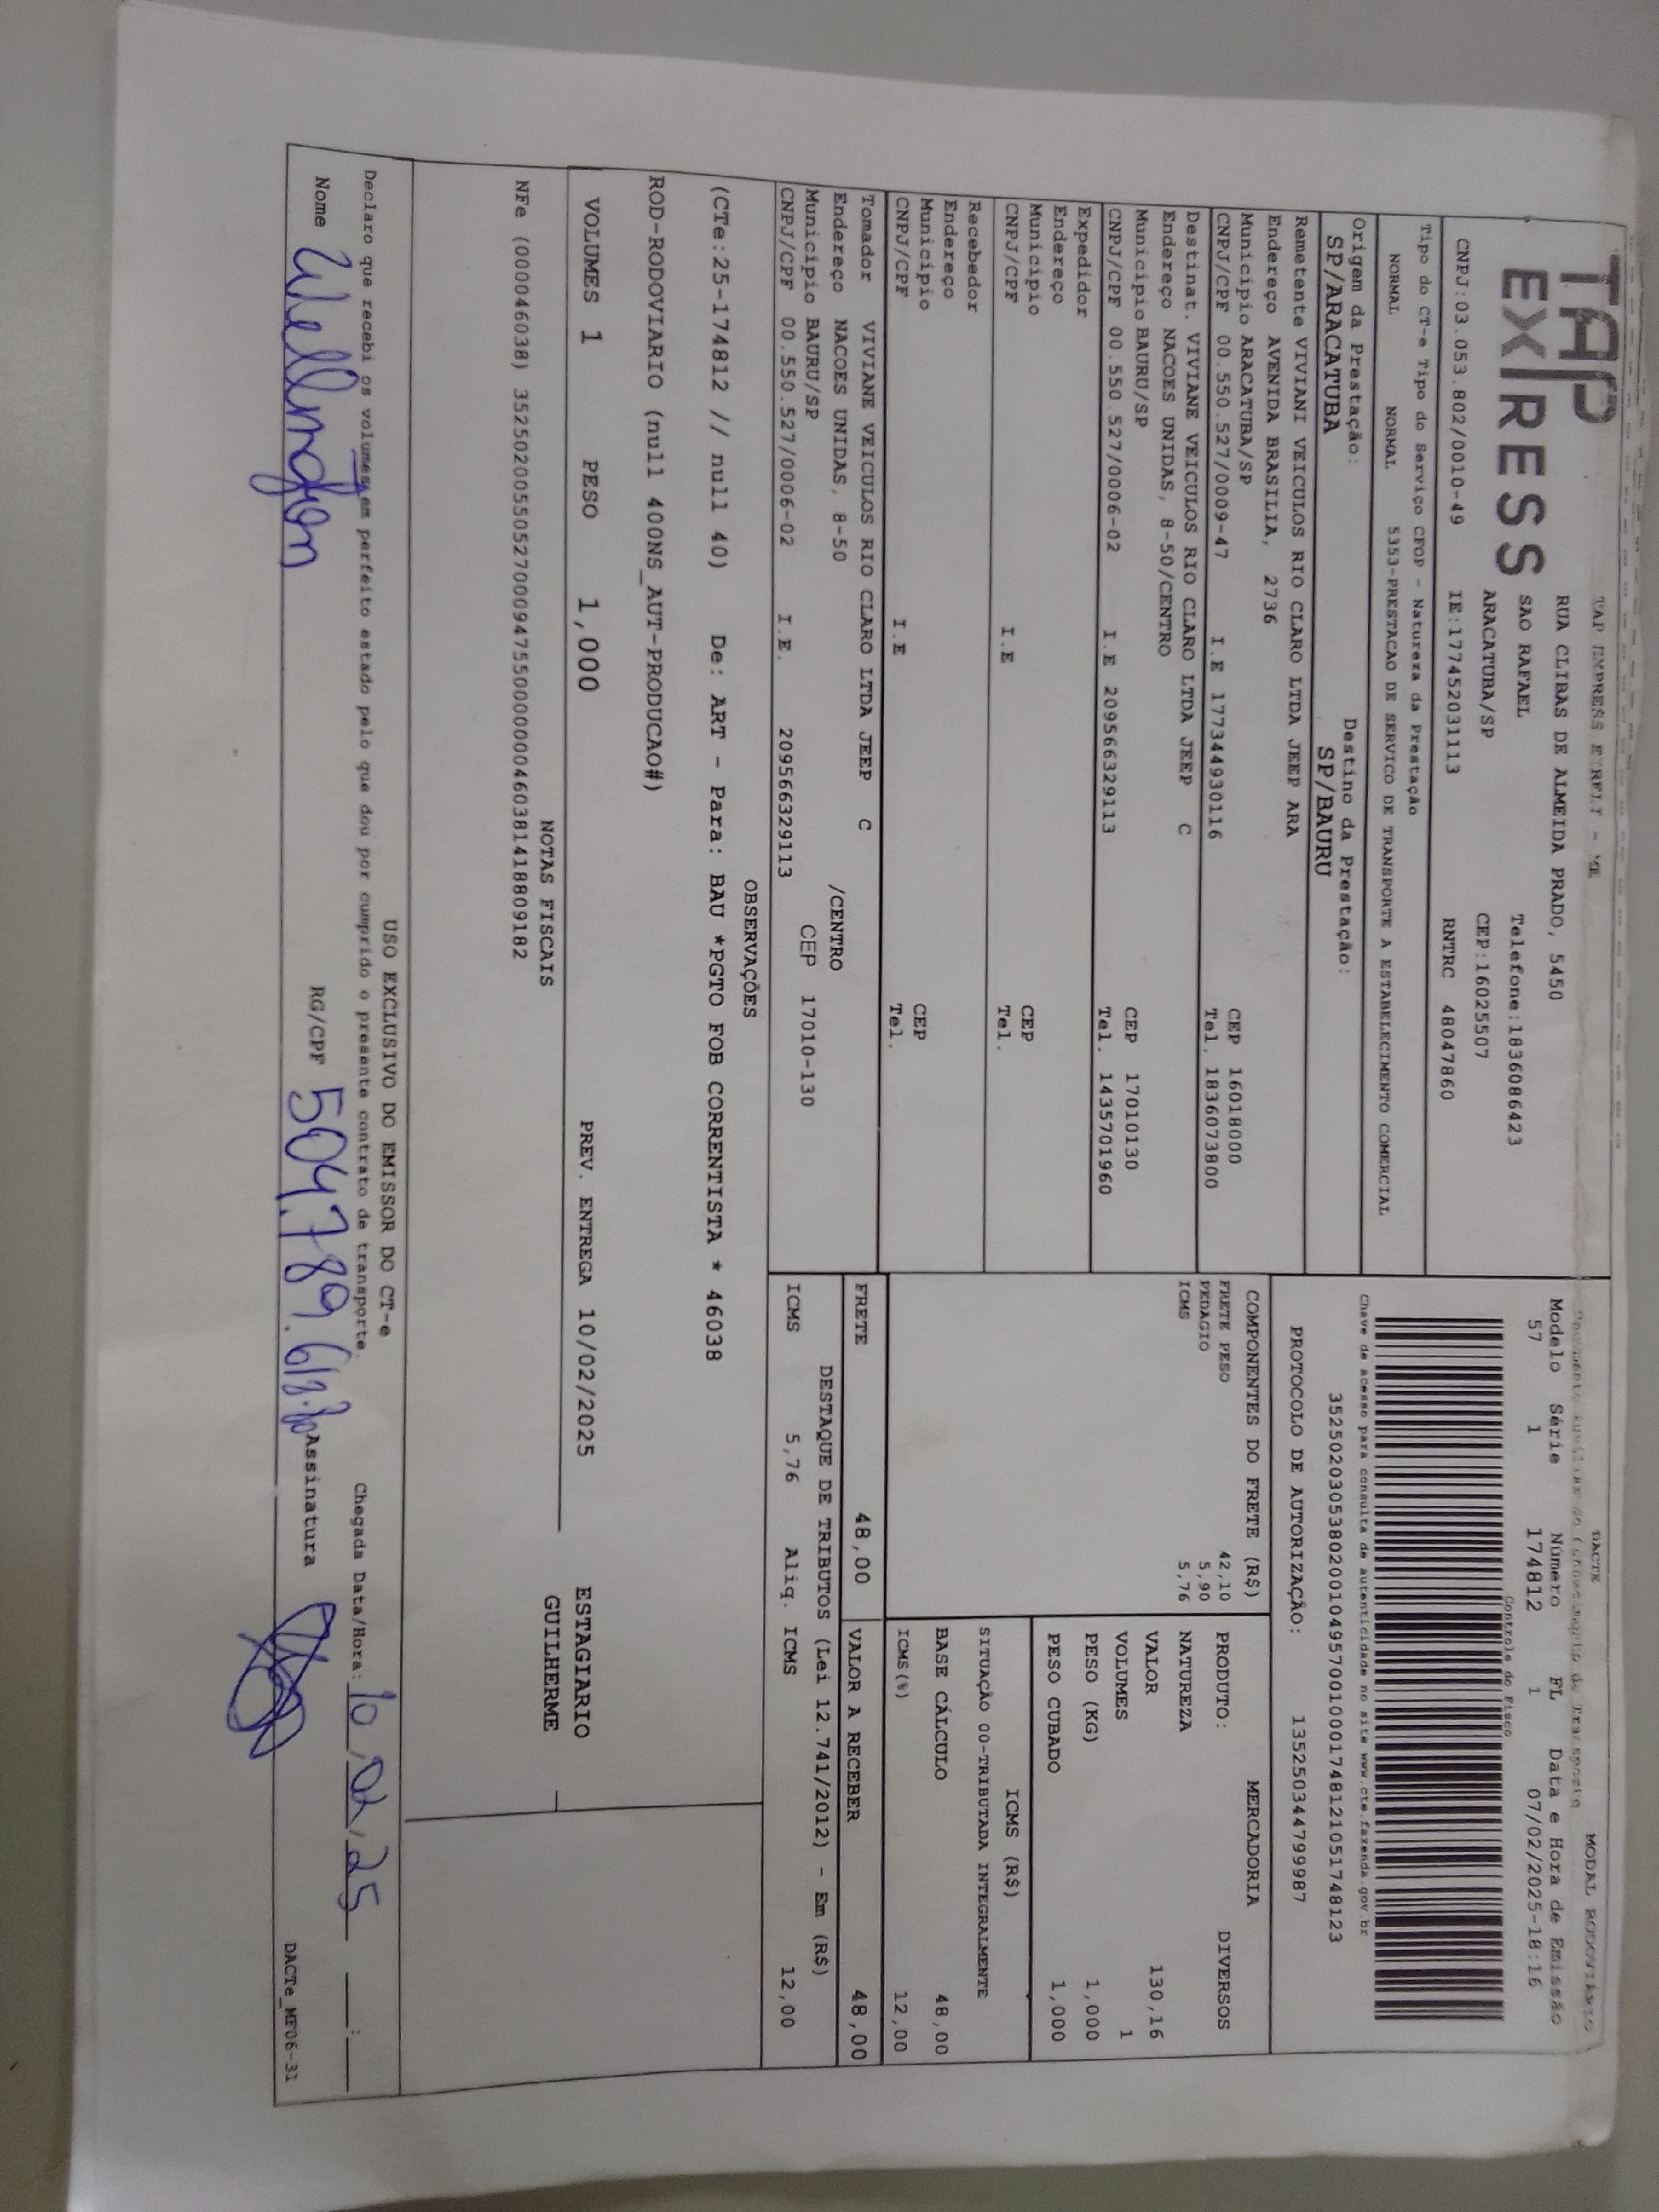 TAP EXPRESS EIRELI - ME
TAP
EXPRESS
RUA CLIBAS DE ALMEIDA PRADO, 5450
SAO RAFAEL Telefone:1836086423
ARACATUBA/SP CEP:16025507
CNPJ:03.053.802/0010-49 IE:177452031113 RNTRC 48047860
Tipo do CT-e Tipo do Serviço CFOP - Natureza da Prestação
NORMAL NORMAL 5353-PRESTACAO DE SERVICO DE TRANSPORTE A ESTABELECIMENTO COMERCIAL
Origem da Prestação: Destino da Prestação:
SP/ARACATUBA SP/BAURU
DACTE MODAL RODOVIÁRIO
Modelo Série Número FL Data e Hora de Emissão
57 1 174812 1 07/02/2025-18:16
Controle do Fisco
Chave de acesso para consulta de autenticidade no site www.cte.fazenda.gov.br
35250203053802001049570010001748121051748123
PROTOCOLO DE AUTORIZAÇÃO: 135250344799987
Remetente VIVIANI VEICULOS RIO CLARO LTDA JEEP ARA
Endereço AVENIDA BRASILIA, 2736
Município ARACATUBA/SP CEP 16018000
CNPJ/CPF 00.550.527/0009-47 I.E 177344930116 Tel. 1836073800
Destinat. VIVIANE VEICULOS RIO CLARO LTDA JEEP C
Endereço NACOES UNIDAS, 8-50/CENTRO
Município BAURU/SP CEP 17010130
CNPJ/CPF 00.550.527/0006-02 I.E 209566329113 Tel. 1435701960
Expedidor
Endereço
Município CEP
CNPJ/CPF I.E Tel.
Recebedor
Endereço
Município CEP
CNPJ/CPF I.E Tel.
Tomador VIVIANE VEICULOS RIO CLARO LTDA JEEP C
Endereço NACOES UNIDAS, 8-50 /CENTRO
Município BAURU/SP CEP 17010-130
CNPJ/CPF 00.550.527/0006-02 I.E. 209566329113
COMPONENTES DO FRETE (R$)
FRETE PESO 42,10
PEDAGIO 5,90
ICMS 5,76
MERCADORIA
PRODUTO: DIVERSOS
NATUREZA
VALOR 130,16
VOLUMES 1
PESO (KG) 1,000
PESO CUBADO 1,000
ICMS (R$)
SITUAÇÃO 00-TRIBUTADA INTEGRALMENTE
BASE CÁLCULO 48,00
ICMS(%) 12,00
FRETE 48,00 VALOR A RECEBER 48,00
DESTAQUE DE TRIBUTOS (Lei 12.741/2012) - Em (R$)
ICMS 5,76 Aliq. ICMS 12,00
OBSERVAÇÕES
(CTe:25-174812 // null 40) De: ART - Para: BAU *PGTO FOB CORRENTISTA * 46038
ROD-RODOVIARIO (null 400NS_AUT-PRODUCAO#)
VOLUMES 1 PESO 1,000 PREV. ENTREGA 10/02/2025 ESTAGIARIO
GUILHERME
NOTAS FISCAIS
NFe (000046038) 35250200550527000947550000000460381418809182
USO EXCLUSIVO DO EMISSOR DO CT-e
Declaro que recebi os volumes em perfeito estado pelo que dou por cumprido o presente contrato de transporte. Chegada Data/Hora: 10/02/25 __:__
Nome Wellington RG/CPF 504.789. Assinatura
DACTe_MF06-31